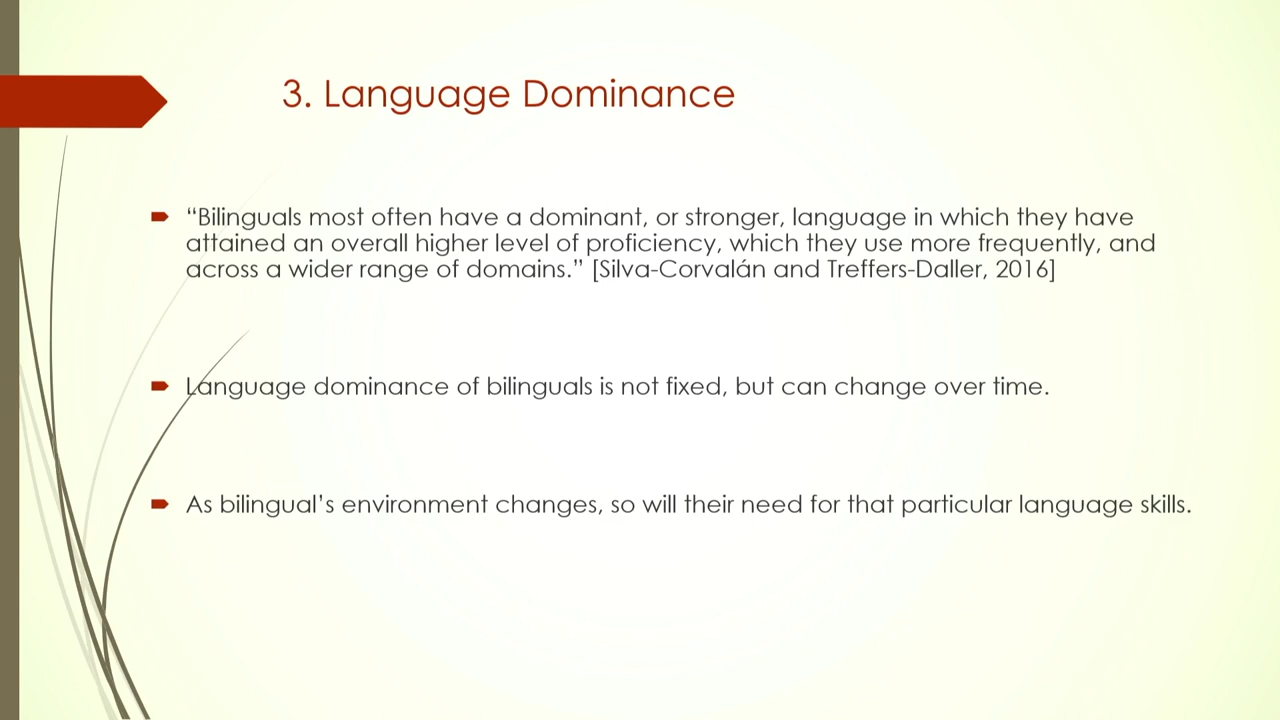 3. Language Dominance
“Bilinguals most often have a dominant, or stronger, language in which they have
attained an overall higher level of proficiency, which they use more frequently, and
across a wider range of domains.” [Silva-Corvalán and Treffers-Daller, 2016]
Language dominance of bilinguals is not fixed, but can change over time.
As bilingual’s environment changes, so will their need for that particular language skills.